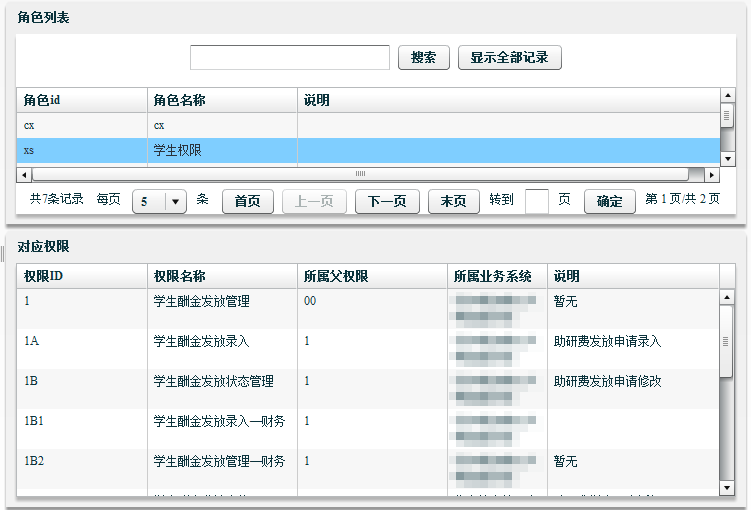 角色列表
搜索 显示全部记录
角色id 角色名称 说明
cx cx
xs 学生权限
共7条记录 每页 5 条 首页 上一页 下一页 末页 转到 页 确定 第 1 页/共 2 页
对应权限
权限ID 权限名称 所属父权限 所属业务系统 说明
1 学生酬金发放管理 00 暂无
1A 学生酬金发放录入 1 助研费发放申请录入
1B 学生酬金发放状态管理 1 助研费发放申请修改
1B1 学生酬金发放录入—财务 1
1B2 学生酬金发放管理—财务 1 暂无